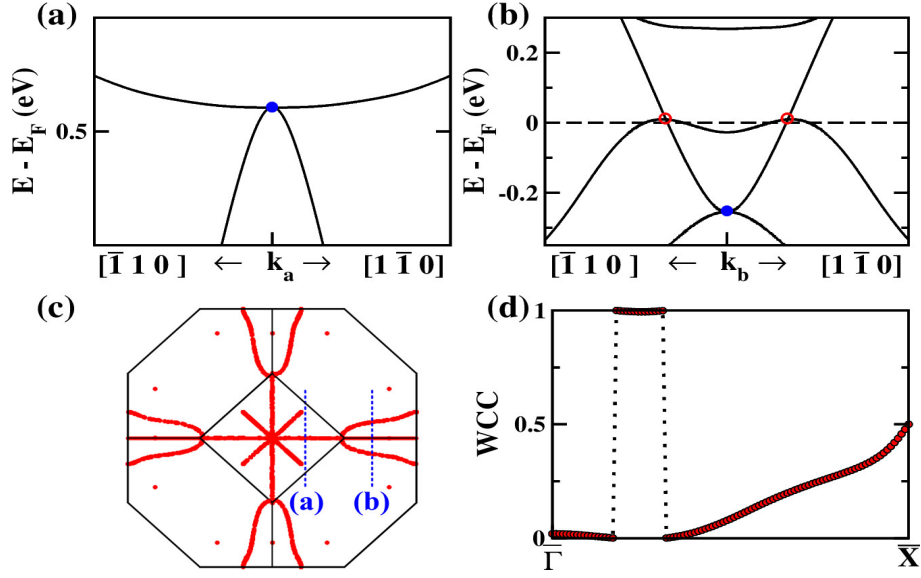 (a)
E - E_F (eV)
0.5
[1̅ 1 0 ] ← k_a → [1 1̅ 0]
(b)
E - E_F (eV)
0.2
0
-0.2
[1̅ 1 0] ← k_b → [1 1̅ 0]
(c)
(a)
(b)
(d)
WCC
1
0.5
0
Γ̅
X̅